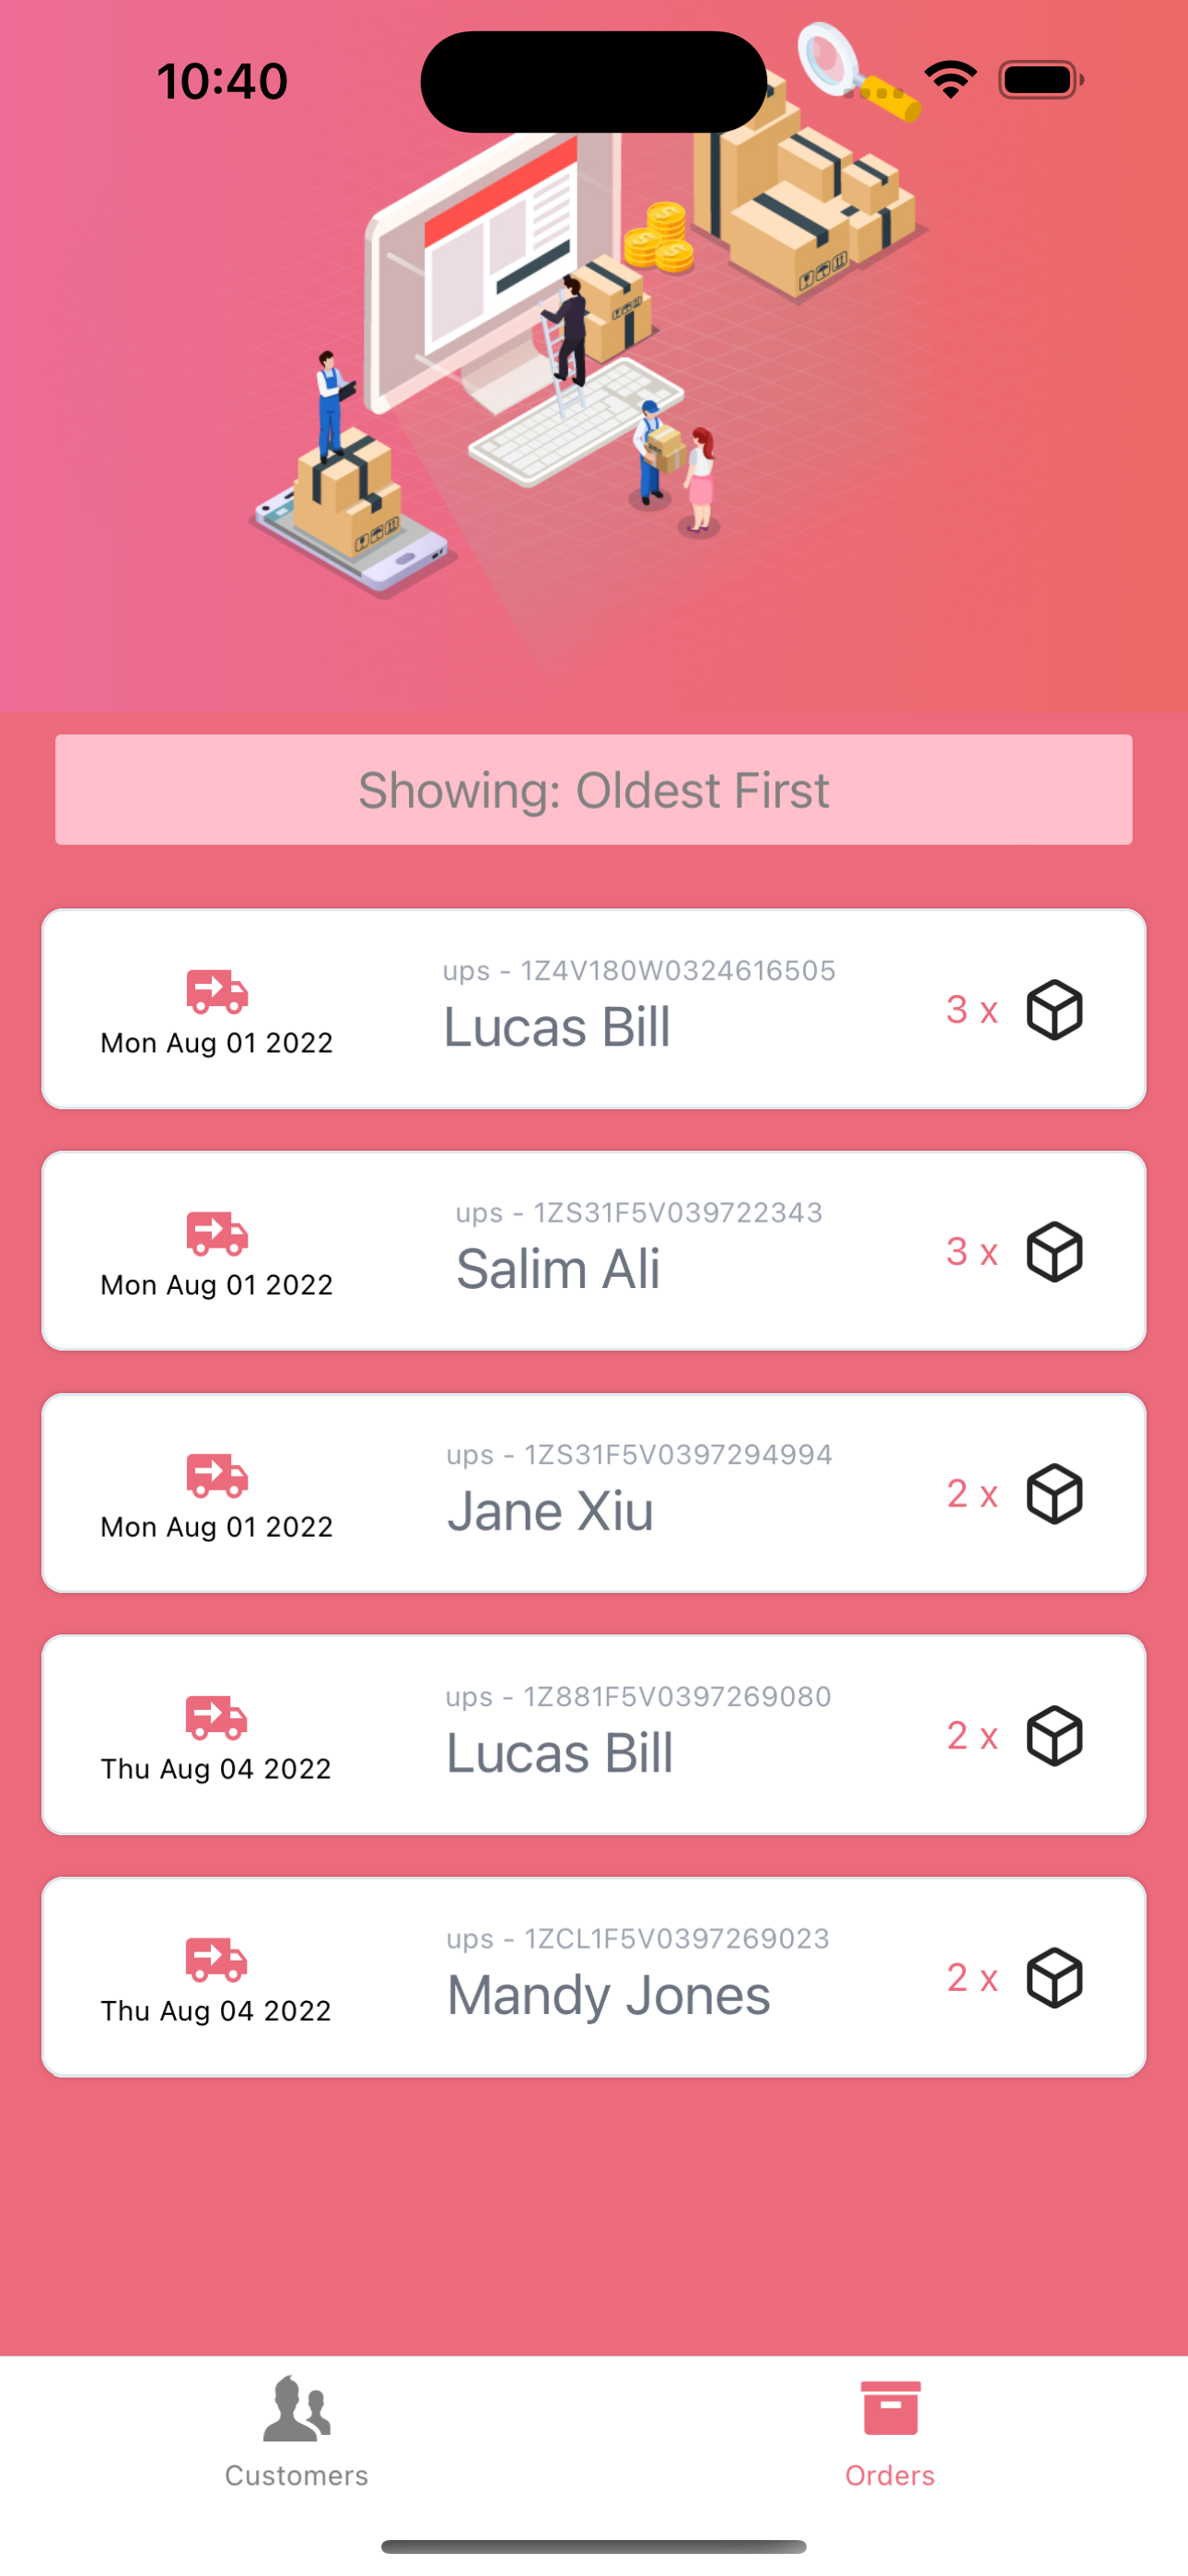 10:40
Showing: Oldest First
ups - 1Z4V180W0324616505
Lucas Bill
Mon Aug 01 2022
3 x
ups - 1ZS31F5V039722343
Salim Ali
Mon Aug 01 2022
3 x
ups - 1ZS31F5V0397294994
Jane Xiu
Mon Aug 01 2022
2 x
ups - 1Z881F5V0397269080
Lucas Bill
Thu Aug 04 2022
2 x
ups - 1ZCL1F5V0397269023
Mandy Jones
Thu Aug 04 2022
2 x
Customers
Orders